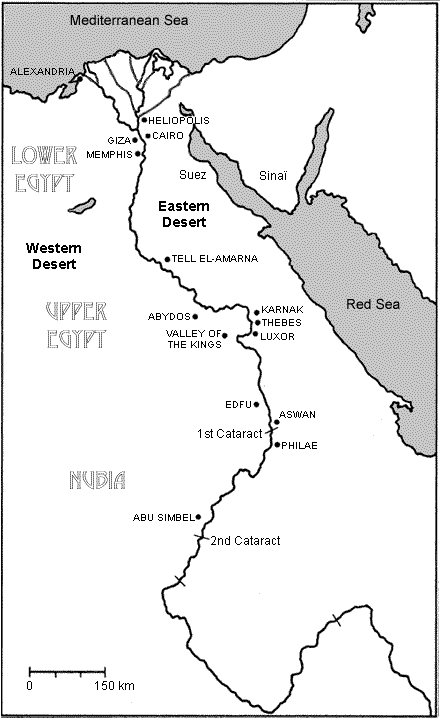 Mediterranean Sea
ALEXANDRIA
HELIOPOLIS
CAIRO
GIZA
MEMPHIS
LOWER
EGYPT
Suez
Sinaï
Eastern
Desert
Western
Desert
TELL EL-AMARNA
Red Sea
UPPER
EGYPT
ABYDOS
KARNAK
THEBES
LUXOR
VALLEY OF
THE KINGS
EDFU
ASWAN
1st Cataract
PHILAE
NUBIA
ABU SIMBEL
2nd Cataract
0 150 km